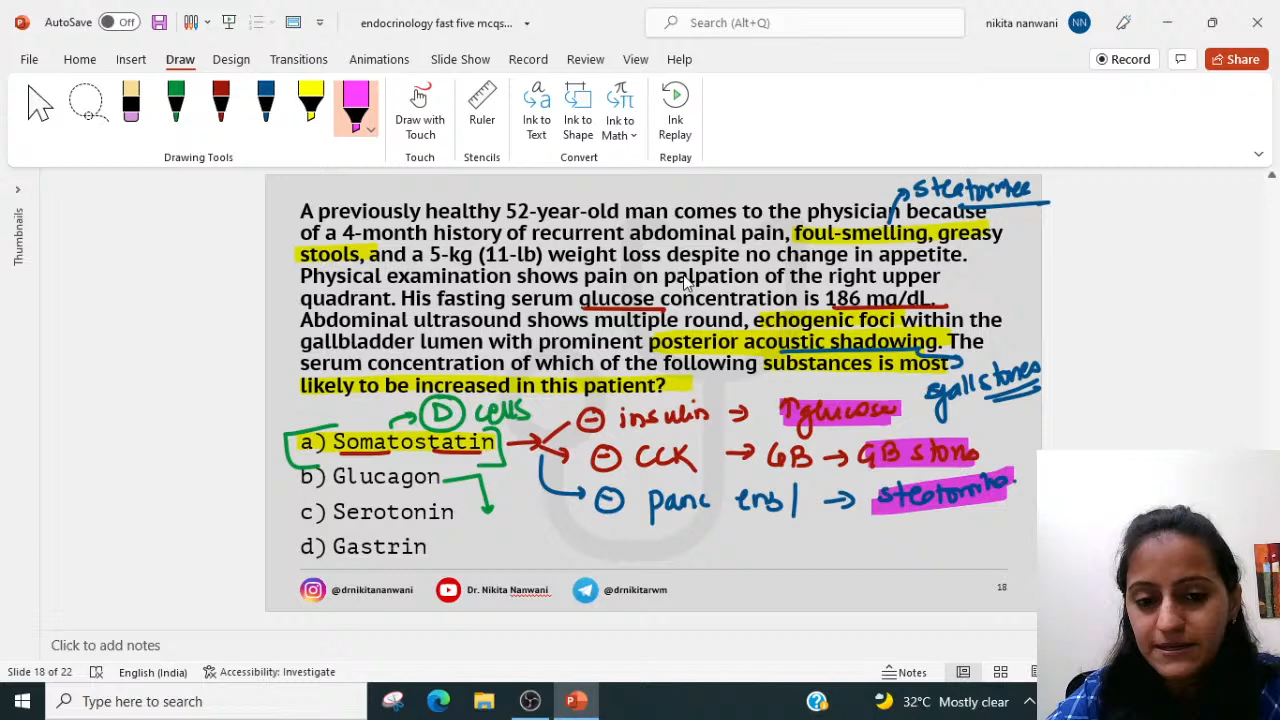 AutoSave Off endocrinology fast five mcqs... Search (Alt+Q) nikita nanwani NN
File Home Insert Draw Design Transitions Animations Slide Show Record Review View Help Record Share
Draw with Touch Ruler Ink to Text Ink to Shape Ink to Math Ink Replay
Drawing Tools Touch Stencils Convert Replay
Thumbnails
A previously healthy 52-year-old man comes to the physician because
of a 4-month history of recurrent abdominal pain, foul-smelling, greasy
stools, and a 5-kg (11-lb) weight loss despite no change in appetite.
Physical examination shows pain on palpation of the right upper
quadrant. His fasting serum glucose concentration is 186 mg/dL.
Abdominal ultrasound shows multiple round, echogenic foci within the
gallbladder lumen with prominent posterior acoustic shadowing. The
serum concentration of which of the following substances is most
likely to be increased in this patient?
gallstones
D cells
⊖ insulin → ↑glucose
a) Somatostatin →
⊖ CCK → GB → GB stone
b) Glucagon
⊖ panc →
c) Serotonin
d) Gastrin
@drnikitananwani Dr. Nikita Nanwani @drnikitarwm 18
Click to add notes
Slide 18 of 22 English (India) Accessibility: Investigate Notes
Type here to search 32°C Mostly clear